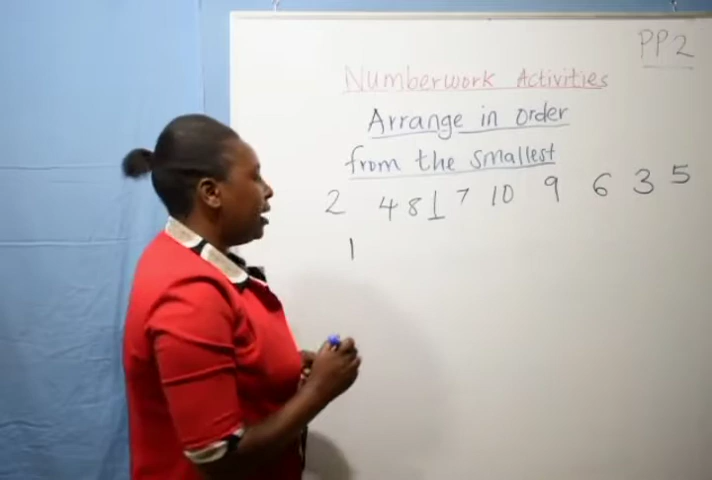 PP2
Numberwork Activities
Arrange in order
from the smallest
2 4 8 1 7 10 9 6 3 5
1